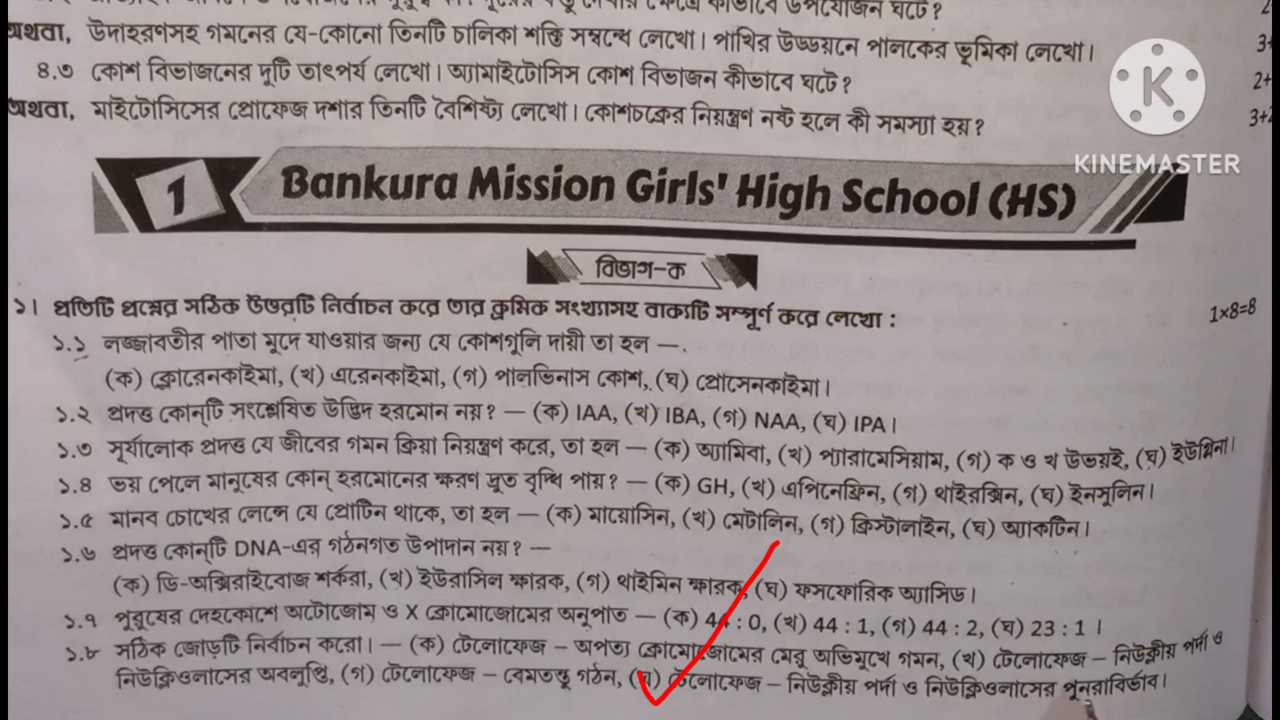 উদাহরণসহ গমনের যে-কোনো তিনটি চালিকা শক্তি সম্বন্ধে লেখো। পাখির উড্ডয়নে পালকের ভূমিকা লেখো।
৪.৩ কোশ বিভাজনের দুটি তাৎপর্য লেখো। অ্যামাইটোসিস কোশ বিভাজন কীভাবে ঘটে? 2+
অথবা, মাইটোসিসের প্রোফেজ দশার তিনটি বৈশিষ্ট্য লেখো। কোশচক্রের নিয়ন্ত্রণ নষ্ট হলে কী সমস্যা হয়? 3+2
KINEMASTER
1 Bankura Mission Girls' High School (HS)
বিভাগ-ক
১। প্রতিটি প্রশ্নের সঠিক উত্তরটি নির্বাচন করে তার ক্রমিক সংখ্যাসহ বাক্যটি সম্পূর্ণ করে লেখো : 1×8=8
১.১ লজ্জাবতীর পাতা মুদে যাওয়ার জন্য যে কোশগুলি দায়ী তা হল —
(ক) ক্লোরেনকাইমা, (খ) এরেনকাইমা, (গ) পালভিনাস কোশ, (ঘ) প্রোসেনকাইমা।
১.২ প্রদত্ত কোন্‌টি সংশ্লেষিত উদ্ভিদ হরমোন নয়? — (ক) IAA, (খ) IBA, (গ) NAA, (ঘ) IPA।
১.৩ সূর্যালোক প্রদত্ত যে জীবের গমন ক্রিয়া নিয়ন্ত্রণ করে, তা হল — (ক) অ্যামিবা, (খ) প্যারামেসিয়াম, (গ) ক ও খ উভয়ই, (ঘ) ইউগ্লিনা।
১.৪ ভয় পেলে মানুষের কোন্ হরমোনের ক্ষরণ দ্রুত বৃদ্ধি পায়? — (ক) GH, (খ) এপিনেফ্রিন, (গ) থাইরক্সিন, (ঘ) ইনসুলিন।
১.৫ মানব চোখের লেন্সে যে প্রোটিন থাকে, তা হল — (ক) মায়োসিন, (খ) মেটালিন, (গ) ক্রিস্টালাইন, (ঘ) অ্যাকটিন।
১.৬ প্রদত্ত কোন্‌টি DNA-এর গঠনগত উপাদান নয়? —
(ক) ডি-অক্সিরাইবোজ শর্করা, (খ) ইউরাসিল ক্ষারক, (গ) থাইমিন ক্ষারক, (ঘ) ফসফোরিক অ্যাসিড।
১.৭ পুরুষের দেহকোশে অটোজোম ও X ক্রোমোজোমের অনুপাত — (ক) 44 : 0, (খ) 44 : 1, (গ) 44 : 2, (ঘ) 23 : 1 ।
১.৮ সঠিক জোড়টি নির্বাচন করো। — (ক) টেলোফেজ – অপত্য ক্রোমোজোমের মেরু অভিমুখে গমন, (খ) টেলোফেজ – নিউক্লীয় পর্দা ও
নিউক্লিওলাসের অবলুপ্তি, (গ) টেলোফেজ – বেমতন্তু গঠন, (ঘ) টেলোফেজ – নিউক্লীয় পর্দা ও নিউক্লিওলাসের পুনরাবির্ভাব।